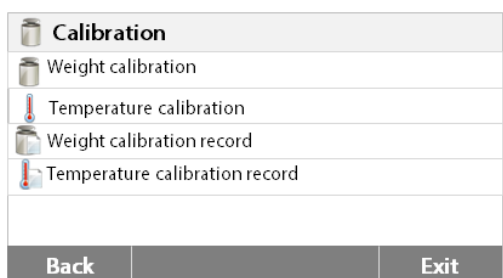 Calibration
Weight calibration
Temperature calibration
Weight calibration record
Temperature calibration record
Back Exit